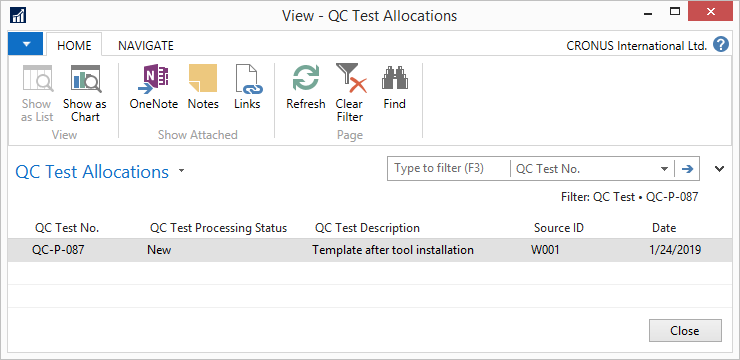 View - QC Test Allocations
HOME
NAVIGATE
CRONUS International Ltd.
?
Show as List
Show as Chart
OneNote
Notes
Links
Refresh
Clear Filter
Find
View
Show Attached
Page
QC Test Allocations
Type to filter (F3)
QC Test No.
Filter: QC Test • QC-P-087
QC Test No.
QC Test Processing Status
QC Test Description
Source ID
Date
QC-P-087
New
Template after tool installation
W001
1/24/2019
Close